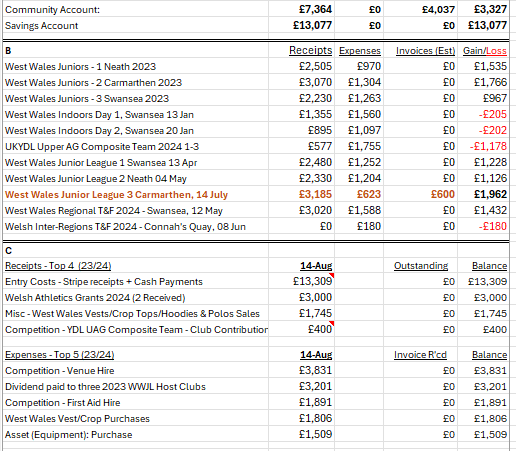 Community Account: £7,364 £0 £4,037 £3,327
Savings Account £13,077 £0 £0 £13,077
B Receipts Expenses Invoices (Est) Gain/Loss
West Wales Juniors - 1 Neath 2023 £2,505 £970 £0 £1,535
West Wales Juniors - 2 Carmarthen 2023 £3,070 £1,304 £0 £1,766
West Wales Juniors - 3 Swansea 2023 £2,230 £1,263 £0 £967
West Wales Indoors Day 1, Swansea 13 Jan £1,355 £1,560 £0 -£205
West Wales Indoors Day 2, Swansea 20 Jan £895 £1,097 £0 -£202
UKYDL Upper AG Composite Team 2024 1-3 £577 £1,755 £0 -£1,178
West Wales Junior League 1 Swansea 13 Apr £2,480 £1,252 £0 £1,228
West Wales Junior League 2 Neath 04 May £2,330 £1,204 £0 £1,126
West Wales Junior League 3 Carmarthen, 14 July £3,185 £623 £600 £1,962
West Wales Regional T&F 2024 - Swansea, 12 May £3,020 £1,588 £0 £1,432
Welsh Inter-Regions T&F 2024 - Connah's Quay, 08 Jun £0 £180 £0 -£180
C
Receipts - Top 4 (23/24) 14-Aug Outstanding Balance
Entry Costs - Stripe receipts + Cash Payments £13,309 £0 £13,309
Welsh Athletics Grants 2024 (2 Received) £3,000 £0 £3,000
Misc - West Wales Vests/Crop Tops/Hoodies & Polos Sales £1,745 £0 £1,745
Competition - YDL UAG Composite Team - Club Contribution £400 £0 £400
Expenses - Top 5 (23/24) 14-Aug Invoice R'cd Balance
Competition - Venue Hire £3,831 £0 £3,831
Dividend paid to three 2023 WWJL Host Clubs £3,201 £0 £3,201
Competition - First Aid Hire £1,891 £0 £1,891
West Wales Vest/Crop Purchases £1,806 £0 £1,806
Asset (Equipment): Purchase £1,509 £0 £1,509